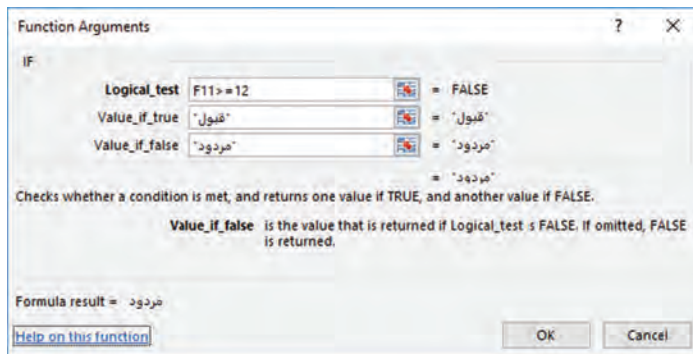 Function Arguments ? X
IF
Logical_test F11>=12 = FALSE
Value_if_true "قبول" = "قبول"
Value_if_false "مردود" = "مردود"
= "مردود"
Checks whether a condition is met, and returns one value if TRUE, and another value if FALSE.
Value_if_false is the value that is returned if Logical_test s FALSE. If omitted, FALSE
is returned.
Formula result = مردود
Help on this function OK Cancel